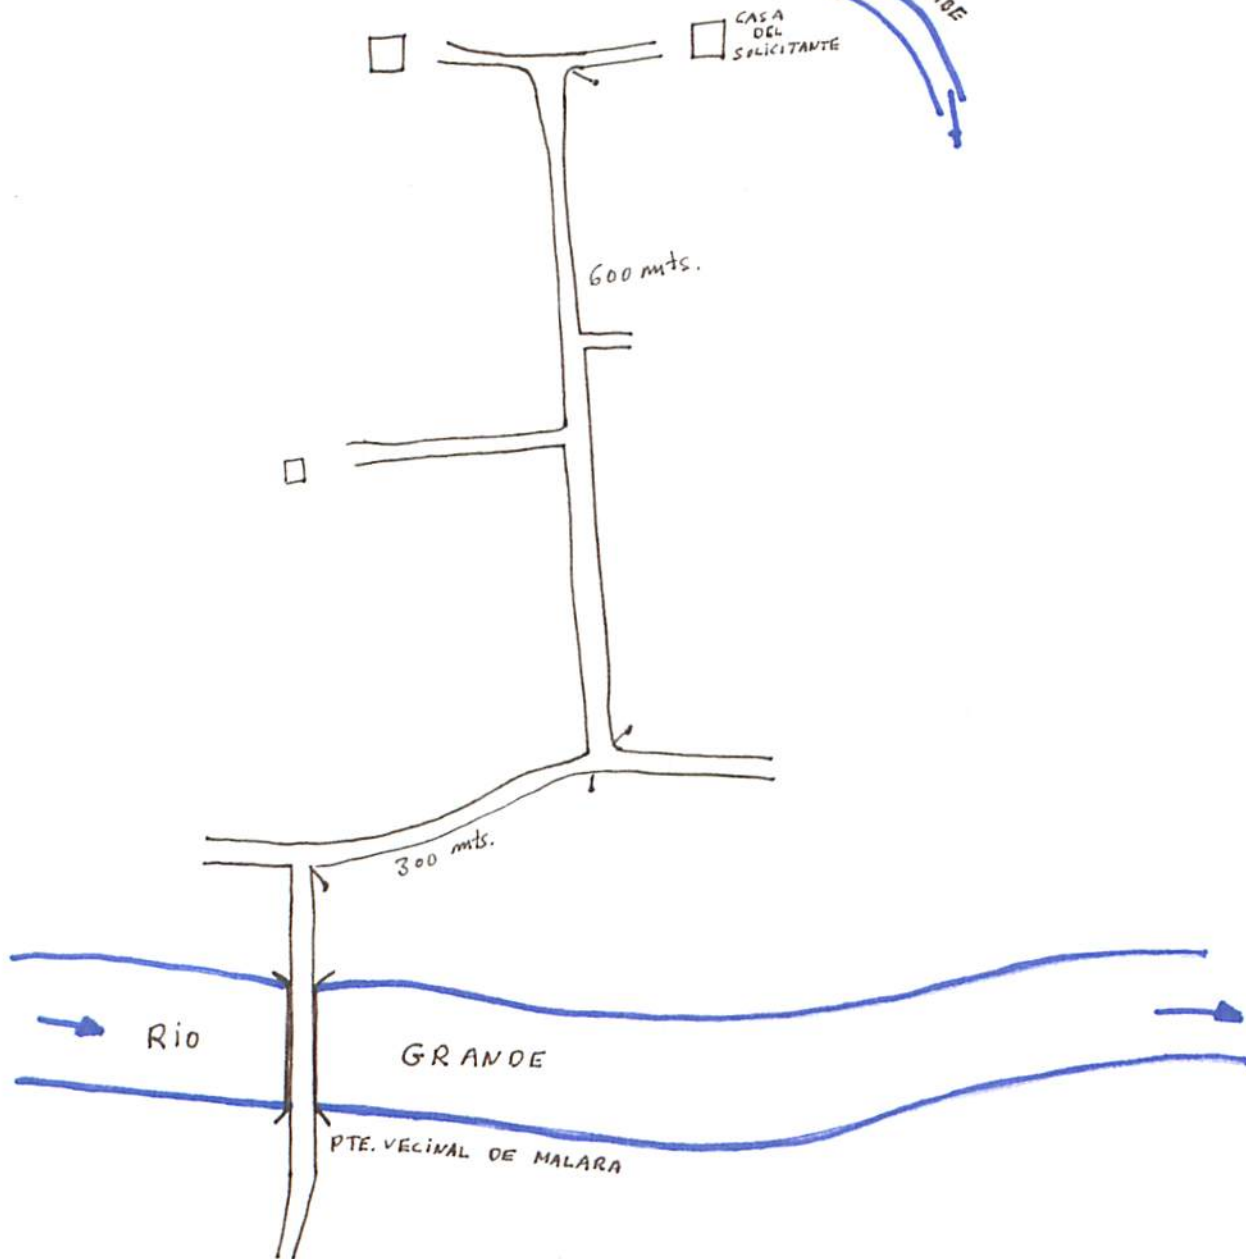 CASA
DEL
SOLICITANTE
600 mts.
300 mts.
RIO GRANDE
PTE. VECINAL DE MALARA